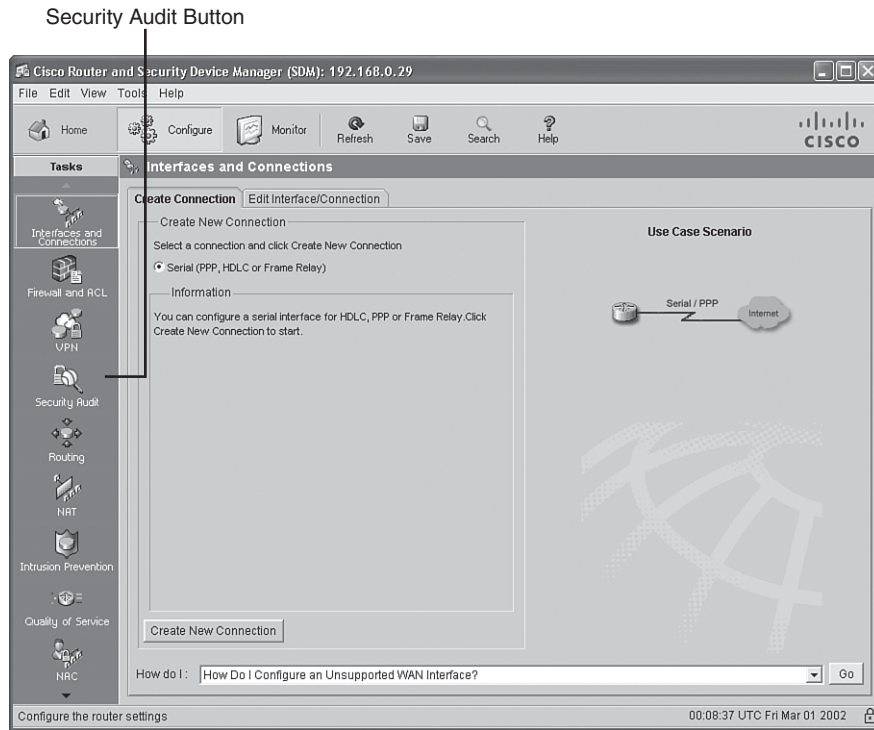 Security Audit Button
Cisco Router and Security Device Manager (SDM): 192.168.0.29
File Edit View Tools Help
Home
Configure
Monitor
Refresh
Save
Search
Help
CISCO
Tasks
Interfaces and Connections
Create Connection
Edit Interface/Connection
Interfaces and
Connections
Firewall and ACL
VPN
Security Audit
Routing
NAT
Intrusion Prevention
Quality of Service
NAC
Create New Connection
Select a connection and click Create New Connection
Serial (PPP, HDLC or Frame Relay)
Information
You can configure a serial interface for HDLC, PPP or Frame Relay.Click
Create New Connection to start.
Use Case Scenario
Serial / PPP
Internet
Create New Connection
How do I :
How Do I Configure an Unsupported WAN Interface?
Go
Configure the router settings
00:08:37 UTC Fri Mar 01 2002